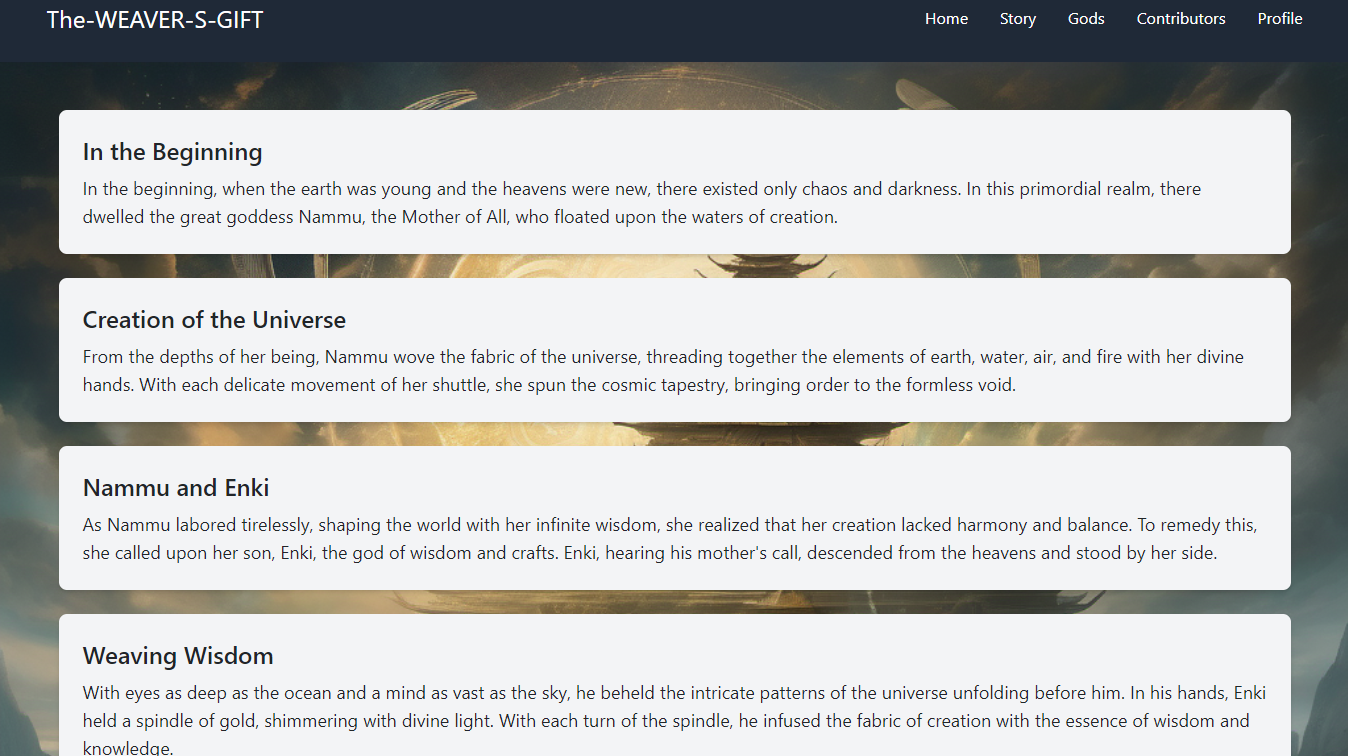 The-WEAVER-S-GIFT
Home Story Gods Contributors Profile
In the Beginning
In the beginning, when the earth was young and the heavens were new, there existed only chaos and darkness. In this primordial realm, there
dwelled the great goddess Nammu, the Mother of All, who floated upon the waters of creation.
Creation of the Universe
From the depths of her being, Nammu wove the fabric of the universe, threading together the elements of earth, water, air, and fire with her divine
hands. With each delicate movement of her shuttle, she spun the cosmic tapestry, bringing order to the formless void.
Nammu and Enki
As Nammu labored tirelessly, shaping the world with her infinite wisdom, she realized that her creation lacked harmony and balance. To remedy this,
she called upon her son, Enki, the god of wisdom and crafts. Enki, hearing his mother's call, descended from the heavens and stood by her side.
Weaving Wisdom
With eyes as deep as the ocean and a mind as vast as the sky, he beheld the intricate patterns of the universe unfolding before him. In his hands, Enki
held a spindle of gold, shimmering with divine light. With each turn of the spindle, he infused the fabric of creation with the essence of wisdom and
knowledge.